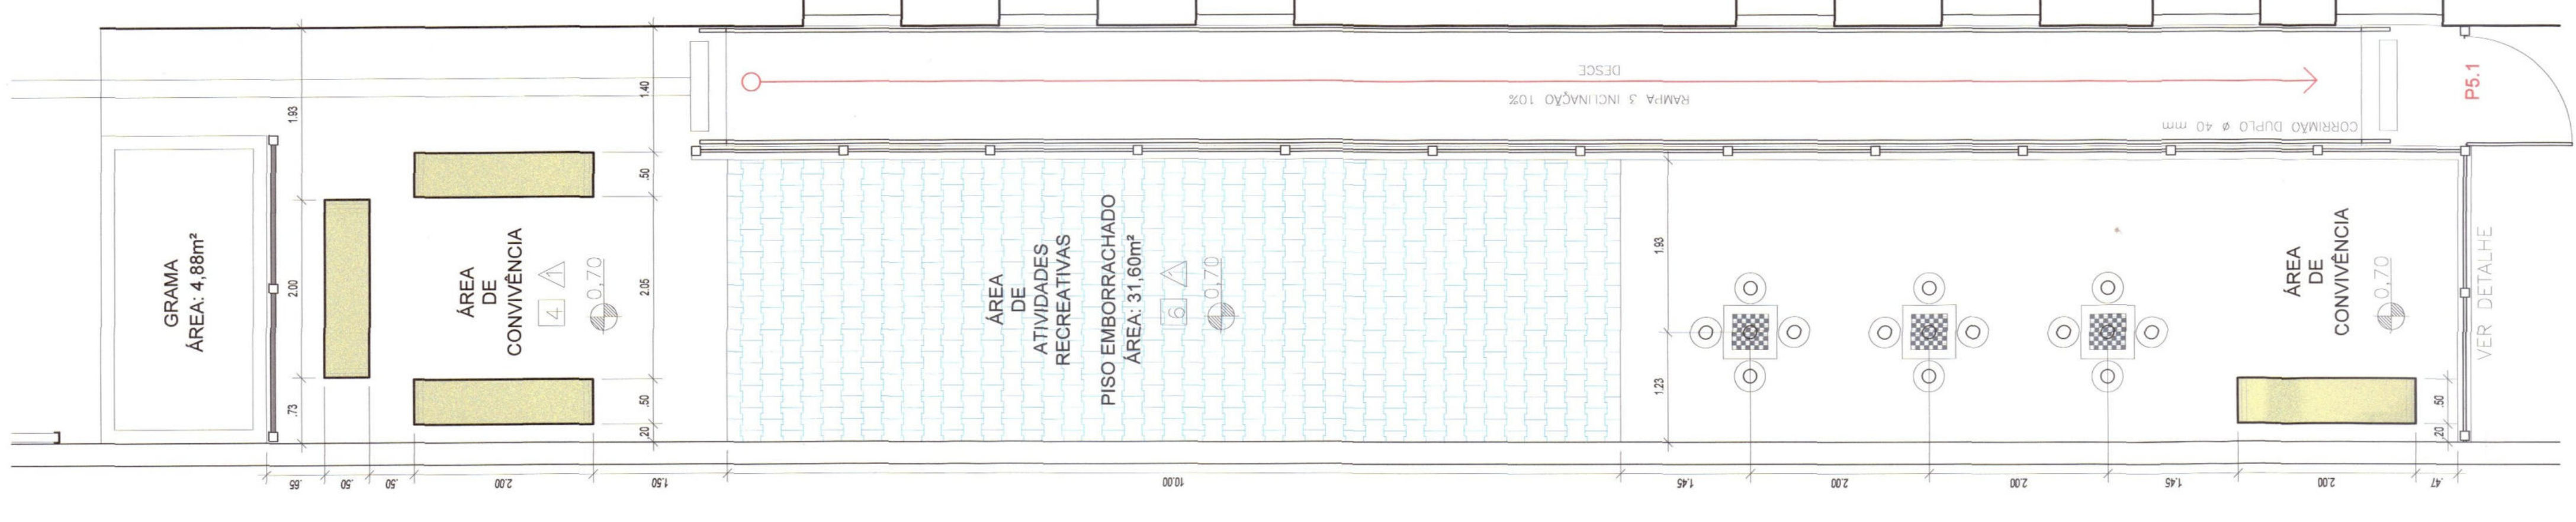 GRAMA
ÁREA: 4,88m²
1.93
2.00
.73
ÁREA
DE
CONVIVÊNCIA
4
1
0,70
1.40
.50
2.05
.50
.20
ÁREA
DE
ATIVIDADES
RECREATIVAS
PISO EMBORRACHADO
ÁREA: 31,60m²
6
1
0,70
DESCE
RAMPA 3 INCLINAÇÃO 10%
CORRIMÃO DUPLO ø 40 mm
P5.1
1.93
1.23
ÁREA
DE
CONVIVÊNCIA
0,70
VER DETALHE
.50
.20
.65
.50
.50
2.00
1.50
10.00
1.45
2.00
2.00
1.45
2.00
.47